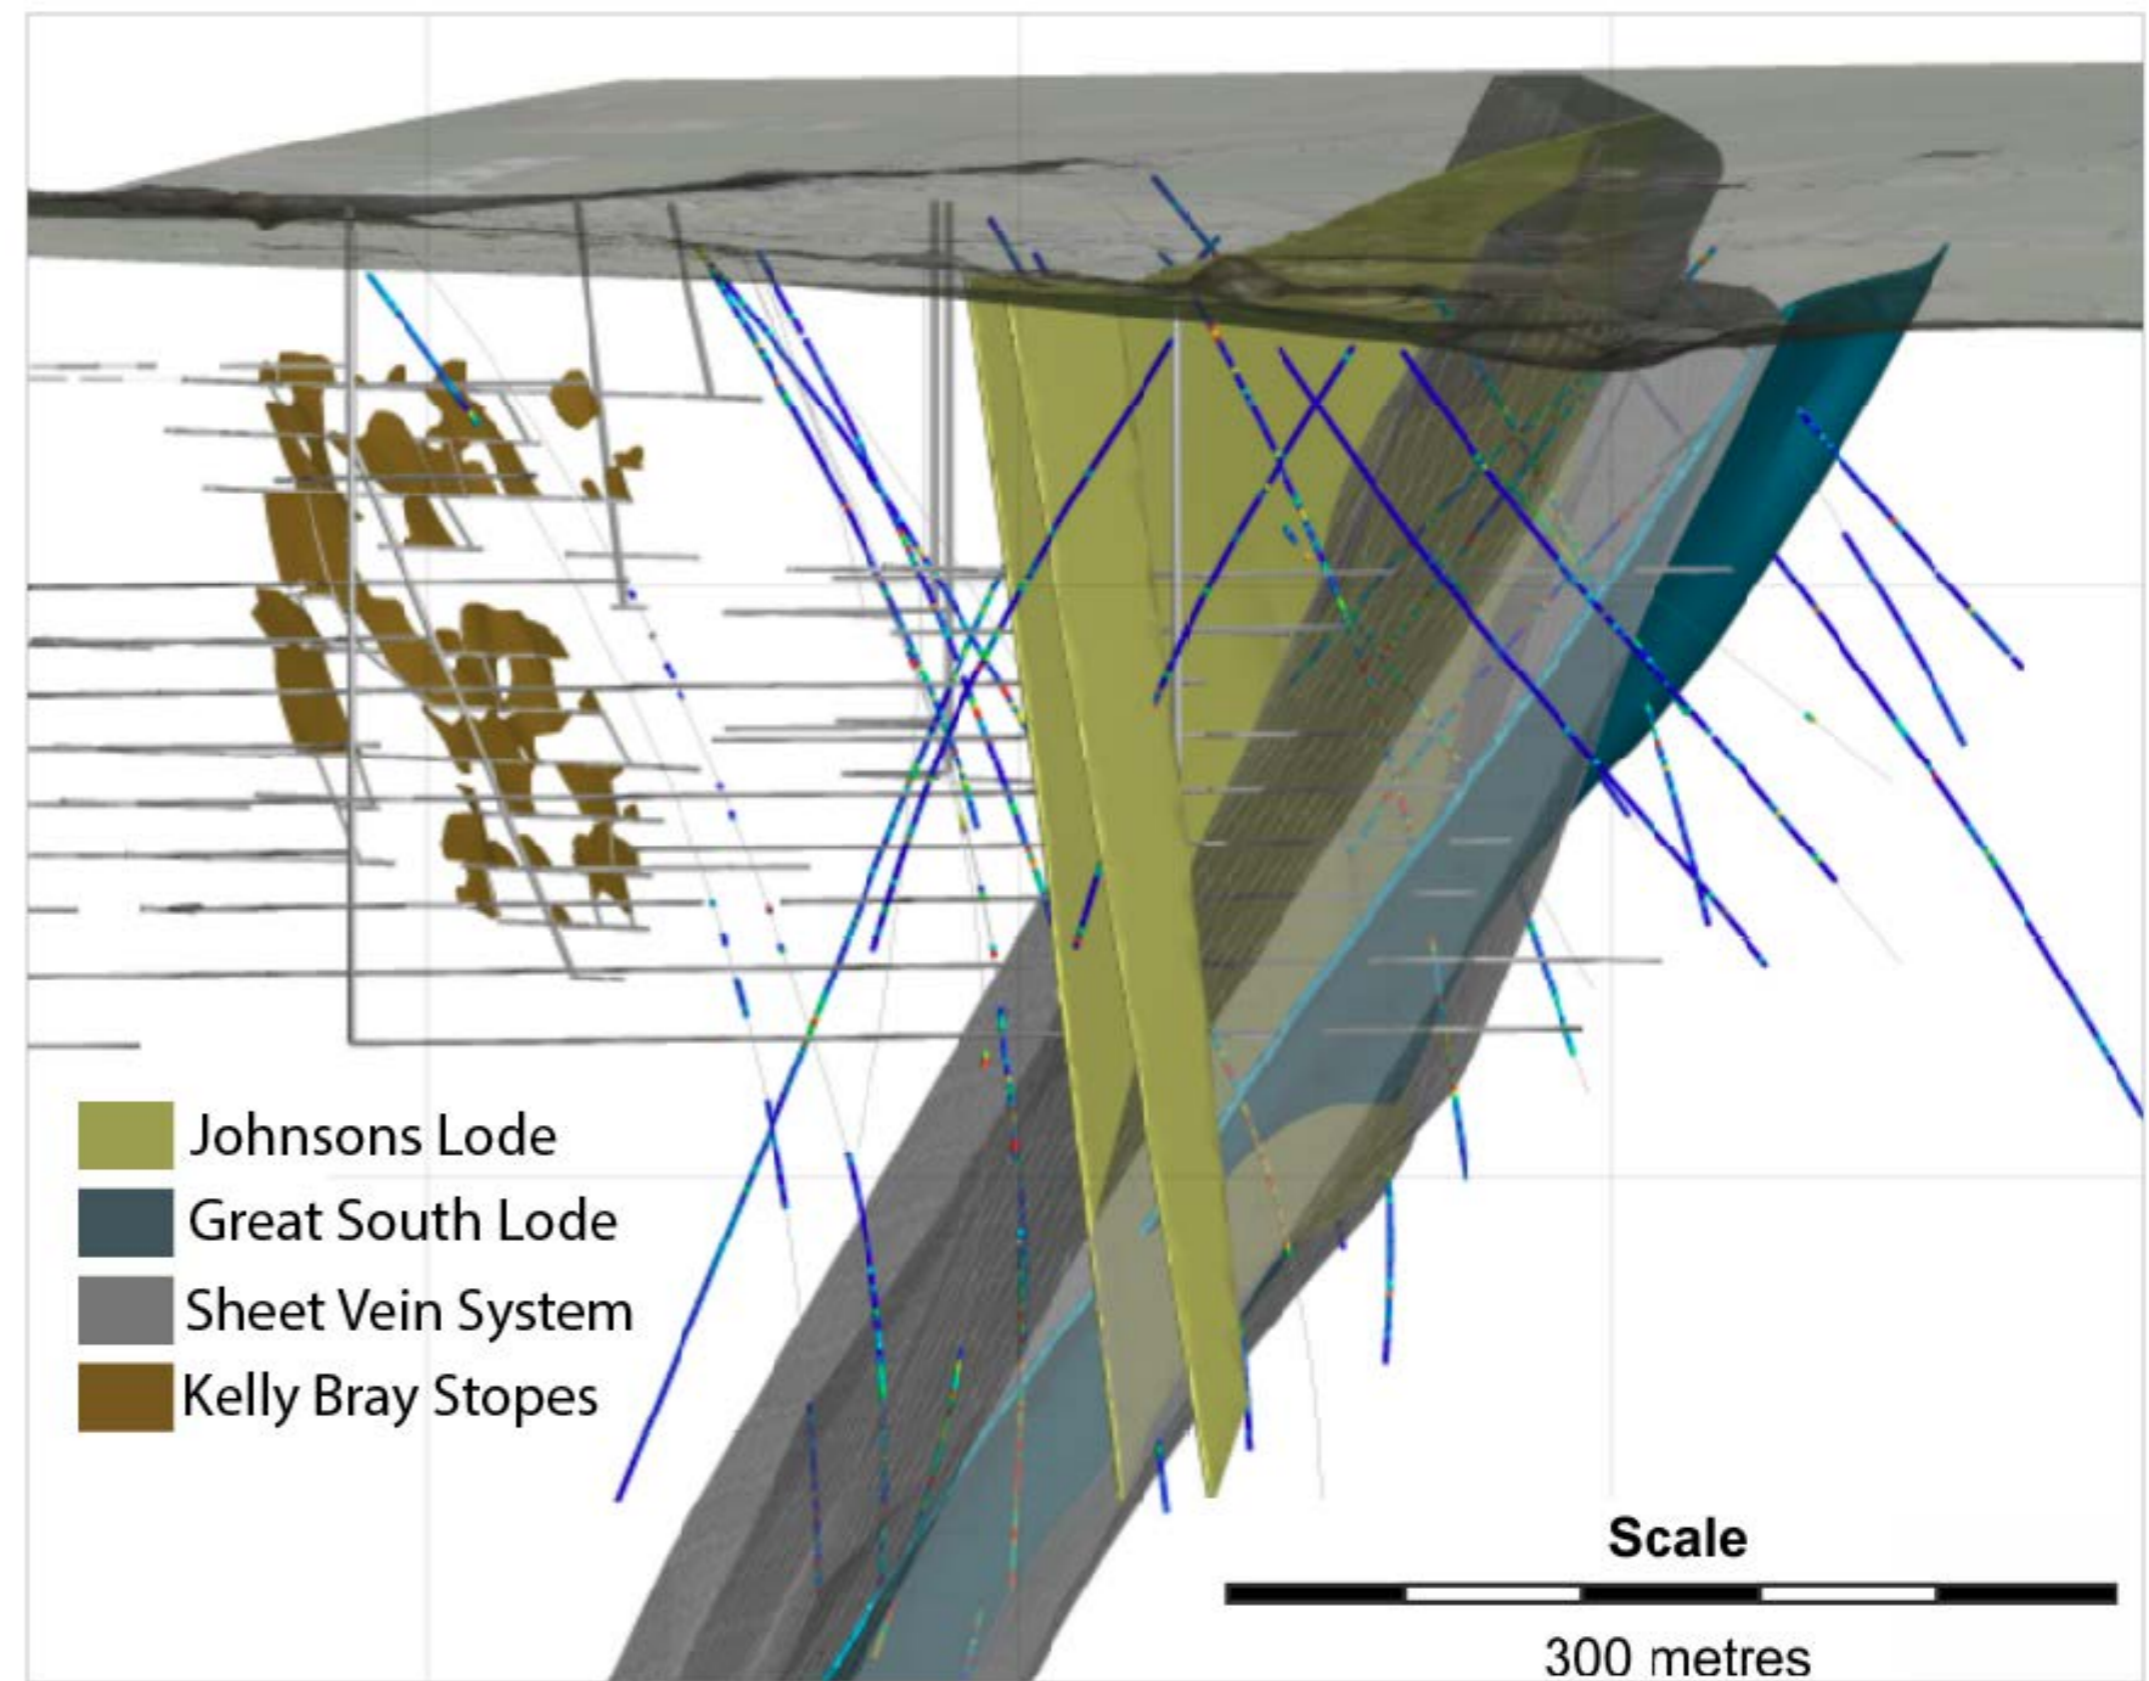 Johnsons Lode
Great South Lode
Sheet Vein System
Kelly Bray Stopes
Scale
300 metres